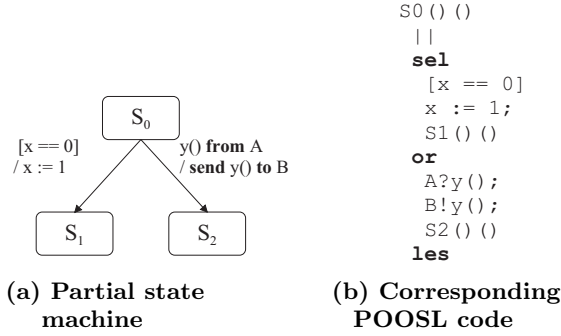 S0
[x == 0]
/ x := 1
y() from A
/ send y() to B
S1
S2
(a) Partial state
machine
S0()()
||
sel
[x == 0]
x := 1;
S1()()
or
A?y();
B!y();
S2()()
les
(b) Corresponding
POOSL code